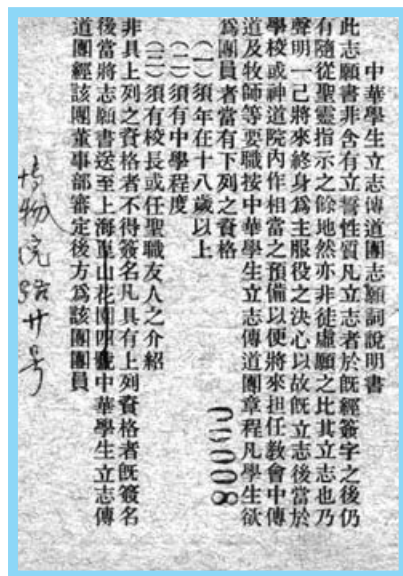 中華學生立志傳道團志願詞說明書
此志願書非含有立誓性質凡立志者於既經簽字之後仍
有隨從聖靈指示之餘地然亦非徒虛願之比其立志也乃
聲明一己將來終身爲主服役之決心以故既立志後當於
學校或神道院內作相當之預備以便將來担任教會中傳
道及牧師等要職按中華學生立志傳道團章程凡學生欲
爲團員者當有下列之資格
(一)須年在十八歲以上
(二)須有中學程度
(三)須有校長或任聖職友人之介紹
非具上列之資格者不得簽名凡具有上列資格者既簽名
後當將志願書送至上海崑山花園四號中華學生立志傳
道團經該團董事部審定後方爲該團團員
博物院路廿号